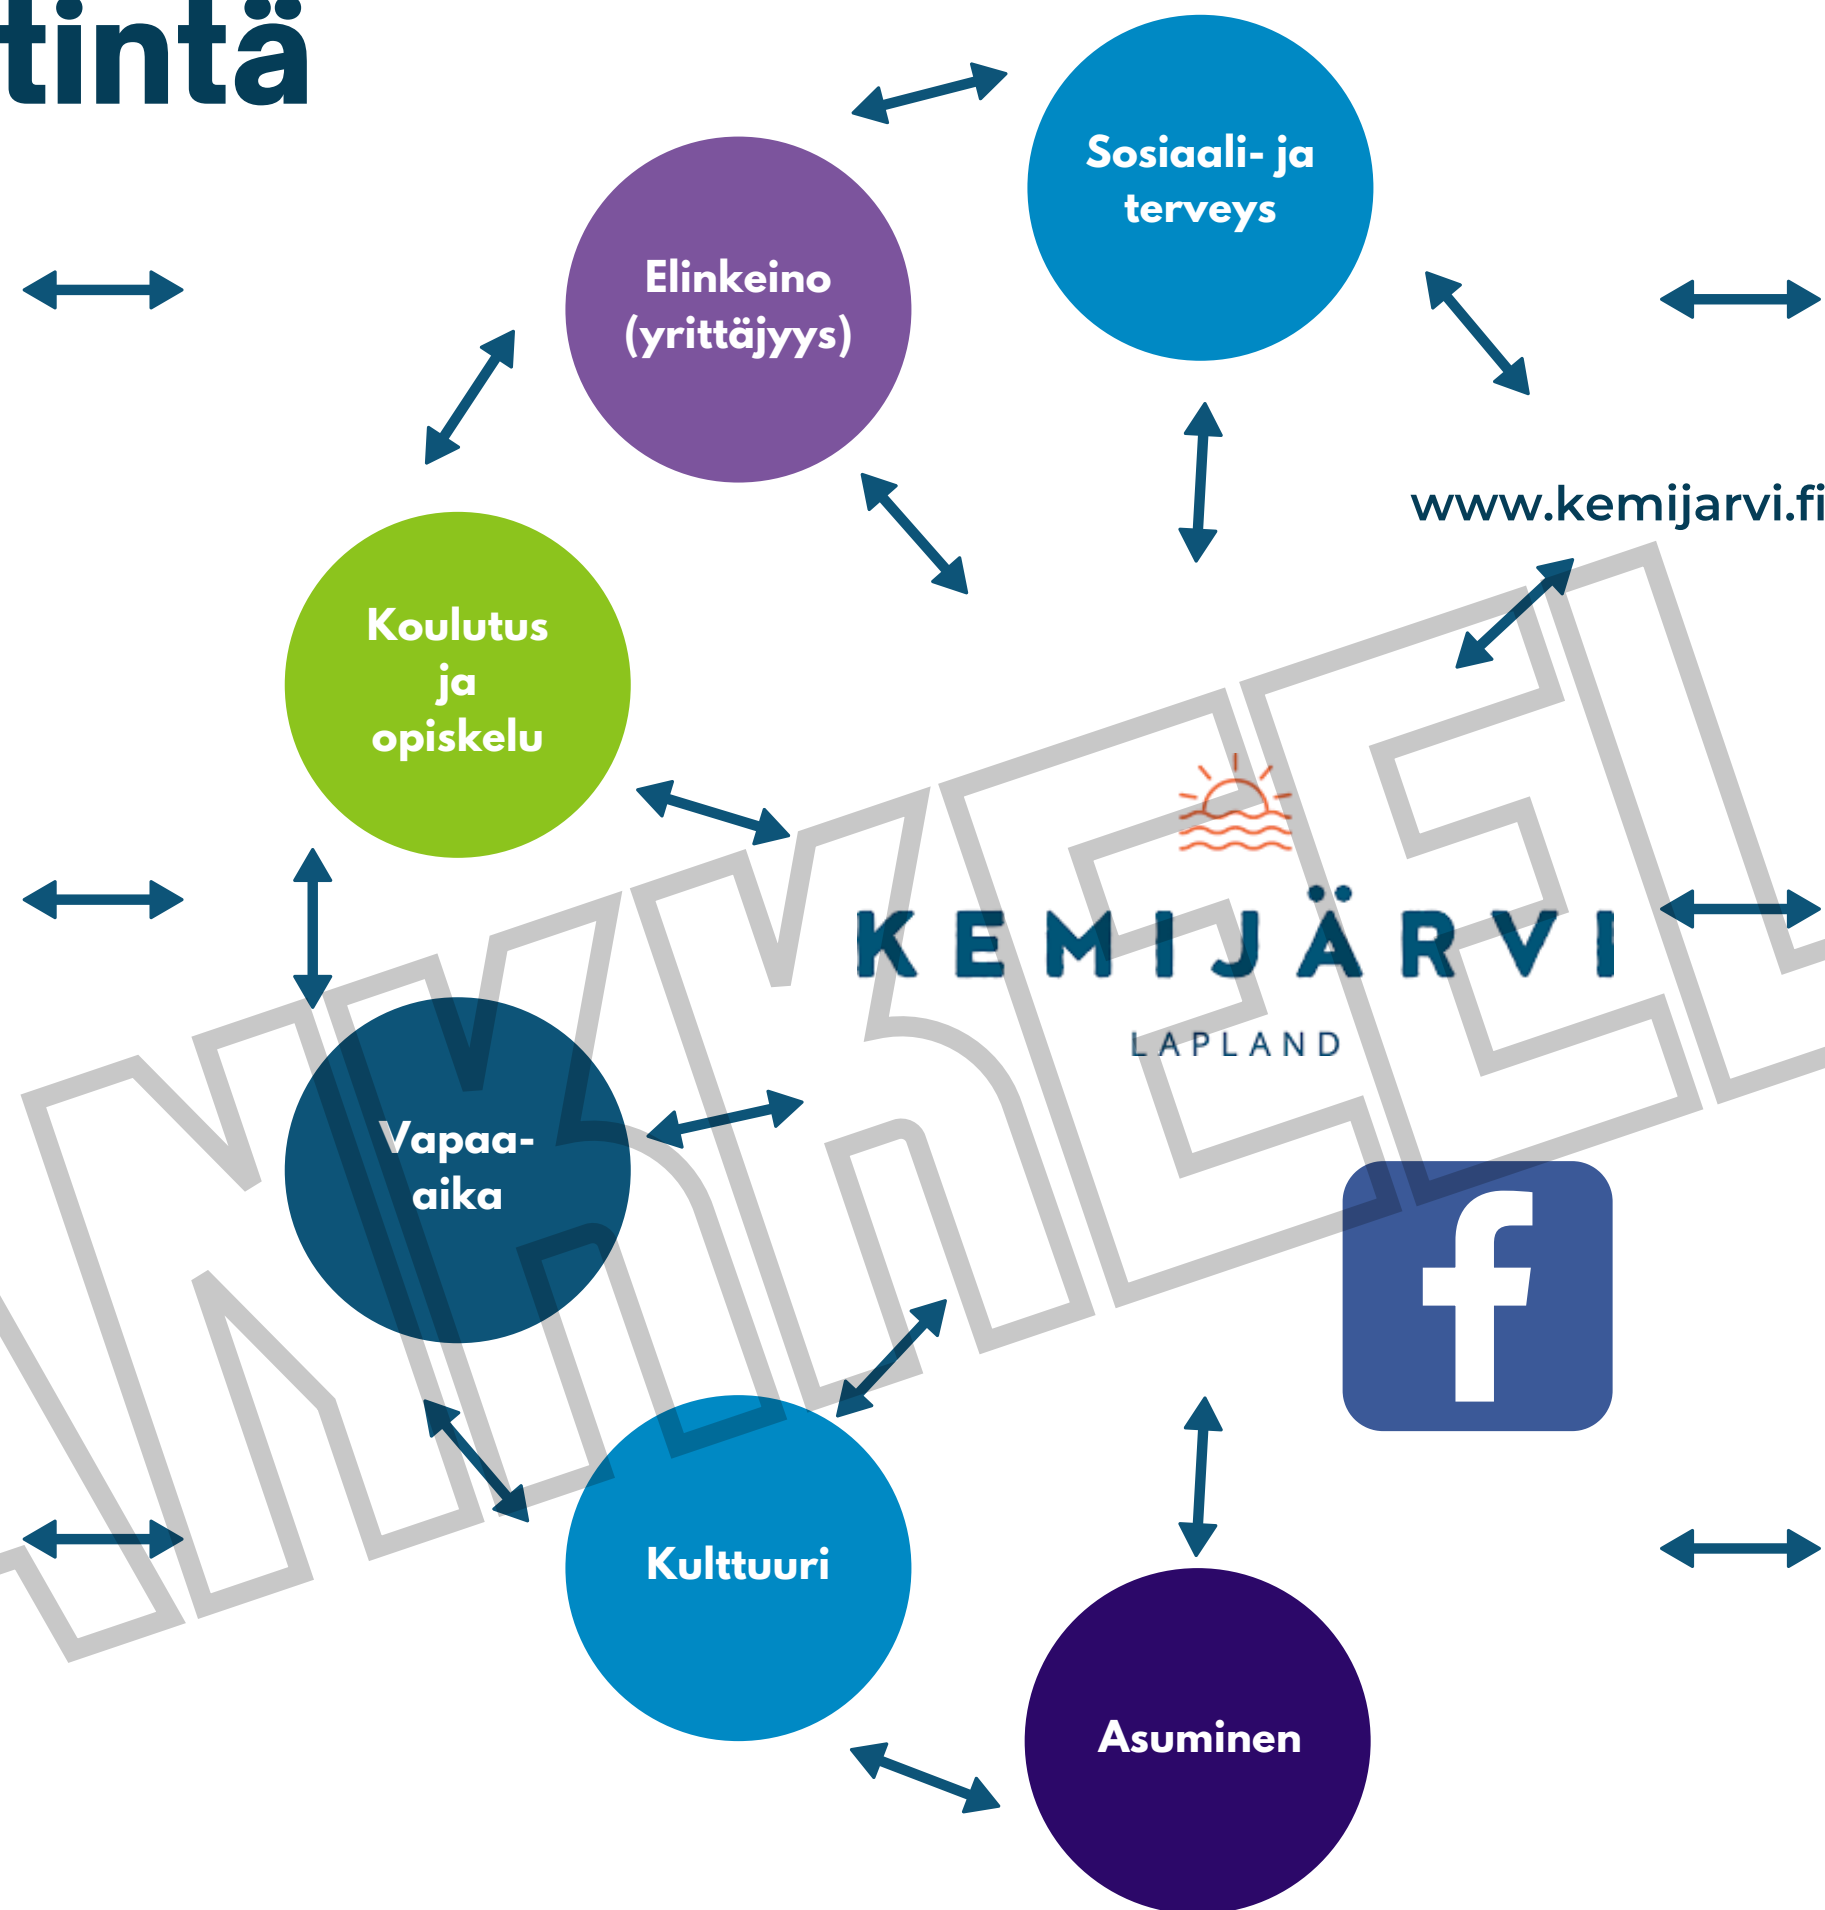 tintä
Sosiaali- ja
terveys
Elinkeino
(yrittäjyys)
www.kemijarvi.fi
Koulutus
ja
opiskelu
KEMIJÄRVI
LAPLAND
Vapaa-
aika
f
Kulttuuri
Asuminen